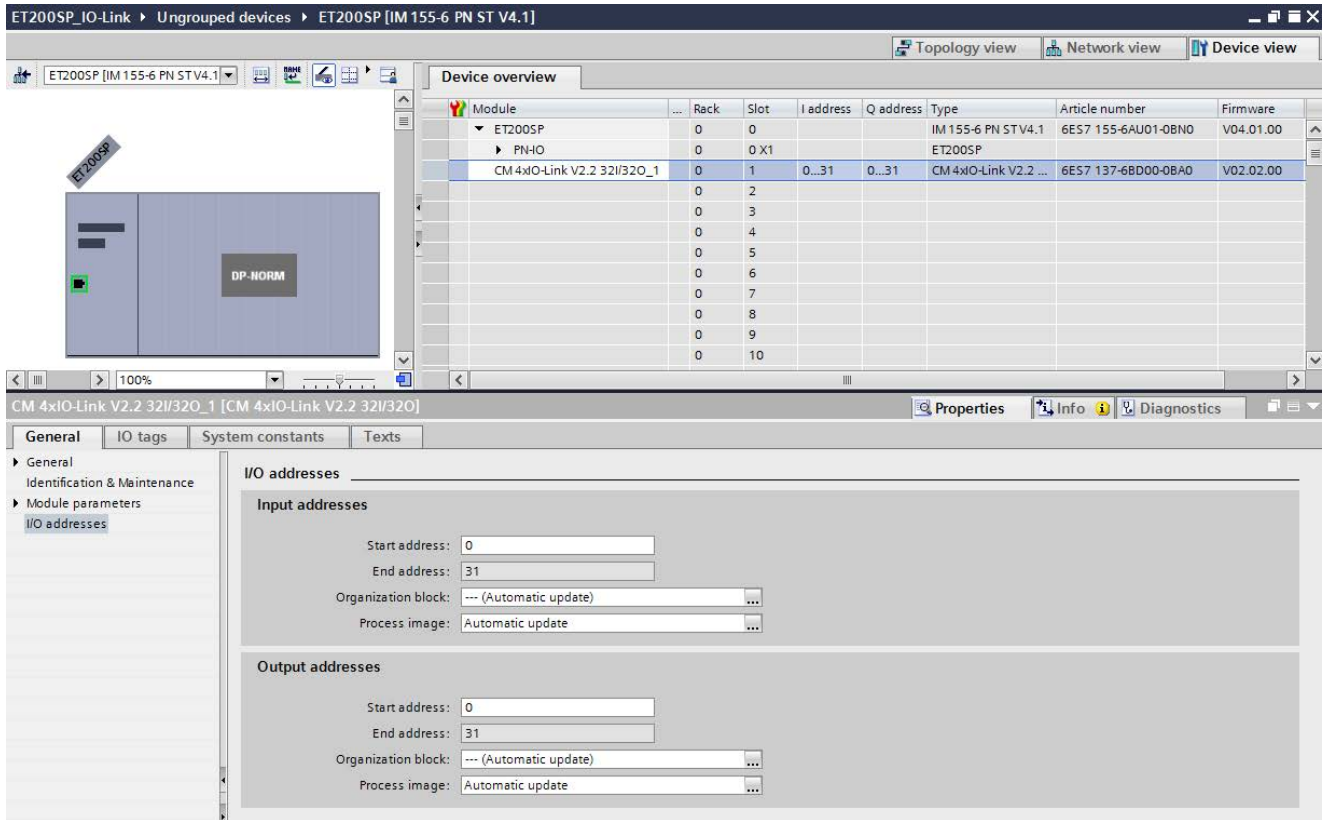 ET200SP_IO-Link ▸ Ungrouped devices ▸ ET200SP [IM 155-6 PN ST V4.1]
Topology view Network view Device view
ET200SP [IM 155-6 PN ST V4.1
Device overview
Module ... Rack Slot I address Q address Type Article number Firmware
ET200SP 0 0 IM 155-6 PN ST V4.1 6ES7 155-6AU01-0BN0 V04.01.00
PN-IO 0 0 X1 ET200SP
CM 4xIO-Link V2.2 32I/32O_1 0 1 0...31 0...31 CM 4xIO-Link V2.2 ... 6ES7 137-6BD00-0BA0 V02.02.00
0 2
0 3
0 4
0 5
0 6
0 7
0 8
0 9
0 10
ET200SP
DP-NORM
100%
CM 4xIO-Link V2.2 32I/32O_1 [CM 4xIO-Link V2.2 32I/32O]
Properties Info Diagnostics
General IO tags System constants Texts
General
Identification & Maintenance
Module parameters
I/O addresses
I/O addresses
Input addresses
Start address: 0
End address: 31
Organization block: --- (Automatic update) ...
Process image: Automatic update ...
Output addresses
Start address: 0
End address: 31
Organization block: --- (Automatic update) ...
Process image: Automatic update ...